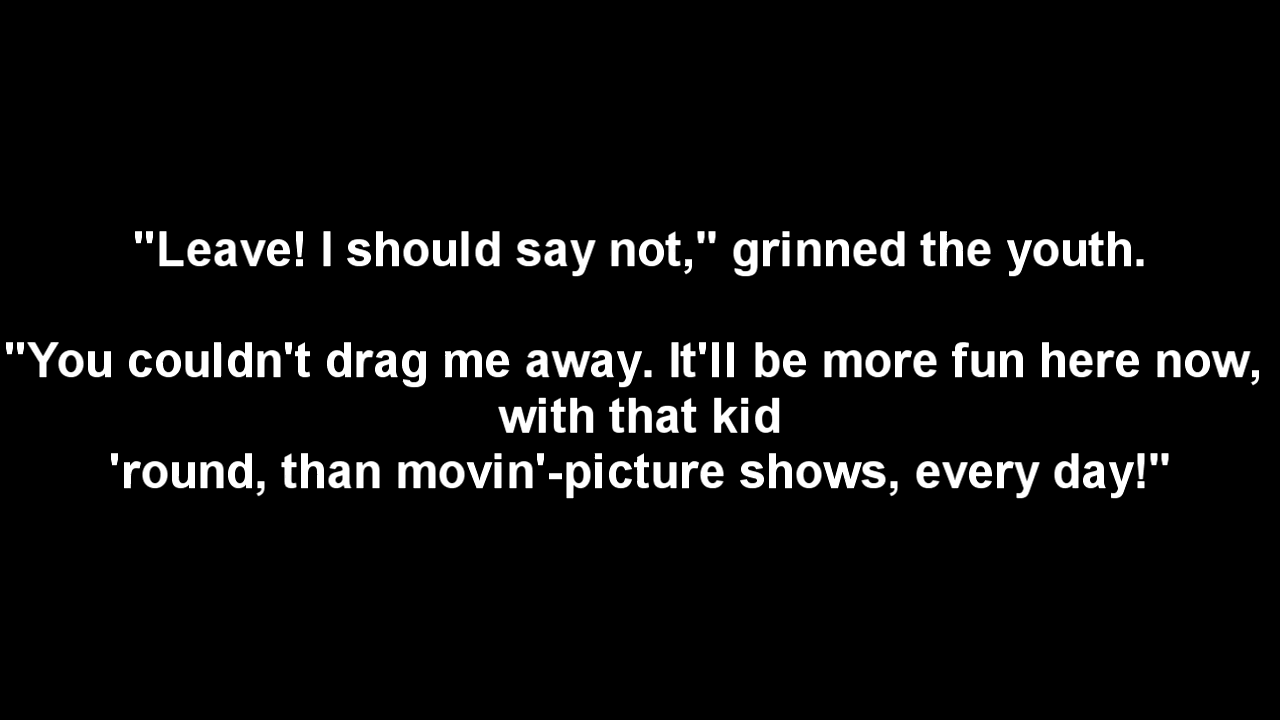 "Leave! I should say not," grinned the youth.
"You couldn't drag me away. It'll be more fun here now,
with that kid
'round, than movin'-picture shows, every day!"